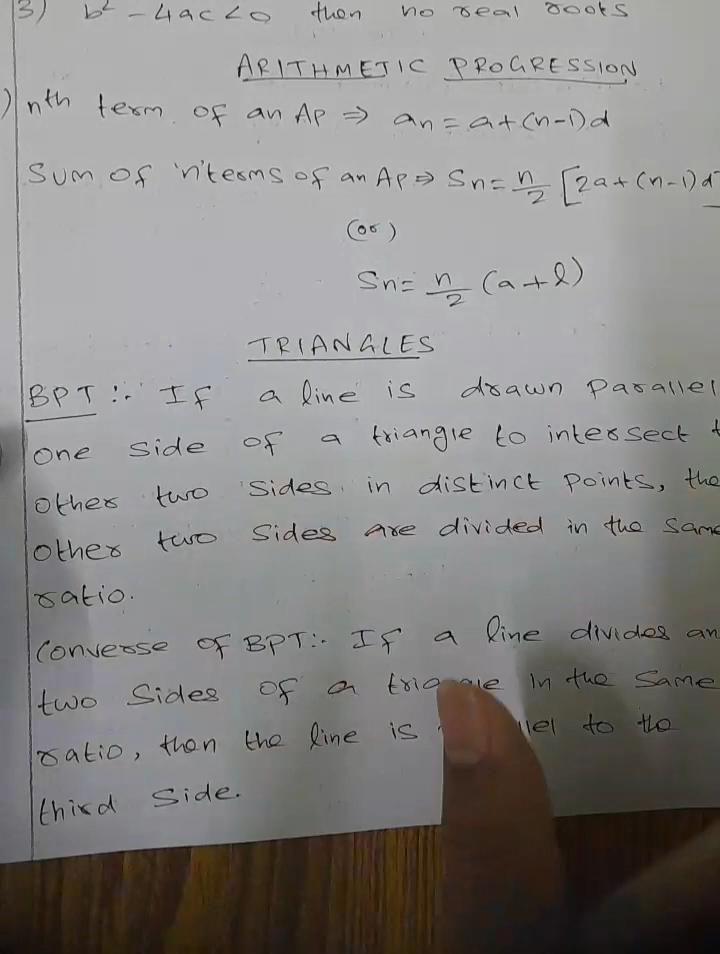 3) b² - 4ac < 0 then no real roots
ARITHMETIC PROGRESSION
) nth term of an AP ⇒ an = a+(n-1)d
Sum of 'n' terms of an AP ⇒ Sn = n/2 [2a+(n-1)d]
(or)
Sn = n/2 (a+l)
TRIANGLES
BPT :- If a line is drawn Parallel
one side of a triangle to intersect
other two sides in distinct points, the
other two sides are divided in the same
ratio.
Converse of BPT:- If a line divides an
two sides of a triangle in the same
ratio, then the line is llel to the
third side.